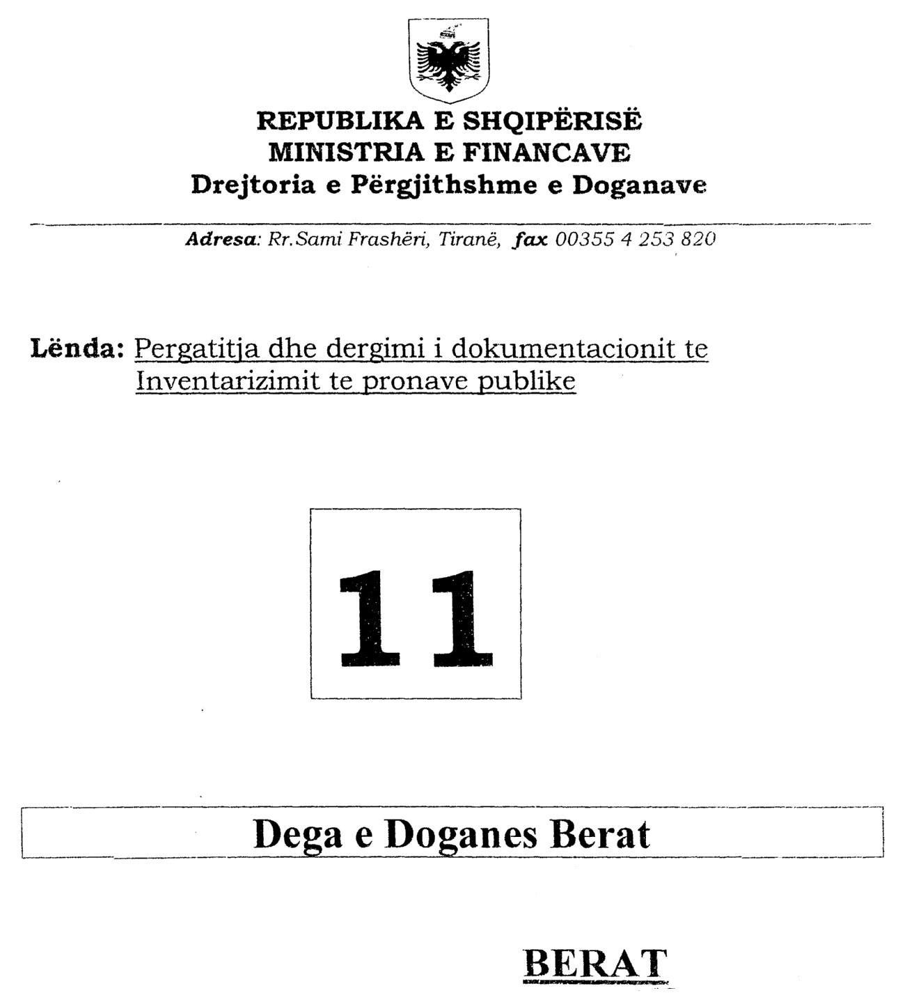 REPUBLIKA E SHQIPËRISË
MINISTRIA E FINANCAVE
Drejtoria e Përgjithshme e Doganave
Adresa: Rr.Sami Frashëri, Tiranë, fax 00355 4 253 820
Lënda: Pergatitja dhe dergimi i dokumentacionit te
Inventarizimit te pronave publike
11
Dega e Doganes Berat
BERAT